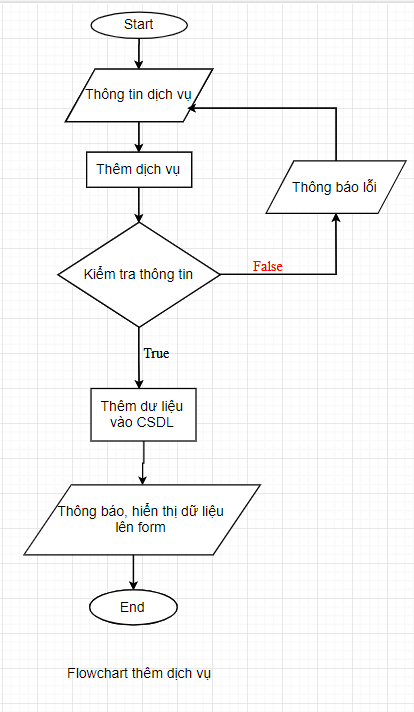 Start
Thông tin dịch vụ
Thêm dịch vụ
Thông báo lỗi
Kiểm tra thông tin
False
True
Thêm dư liệu
vào CSDL
Thông báo, hiển thị dữ liệu
lên form
End
Flowchart thêm dịch vụ